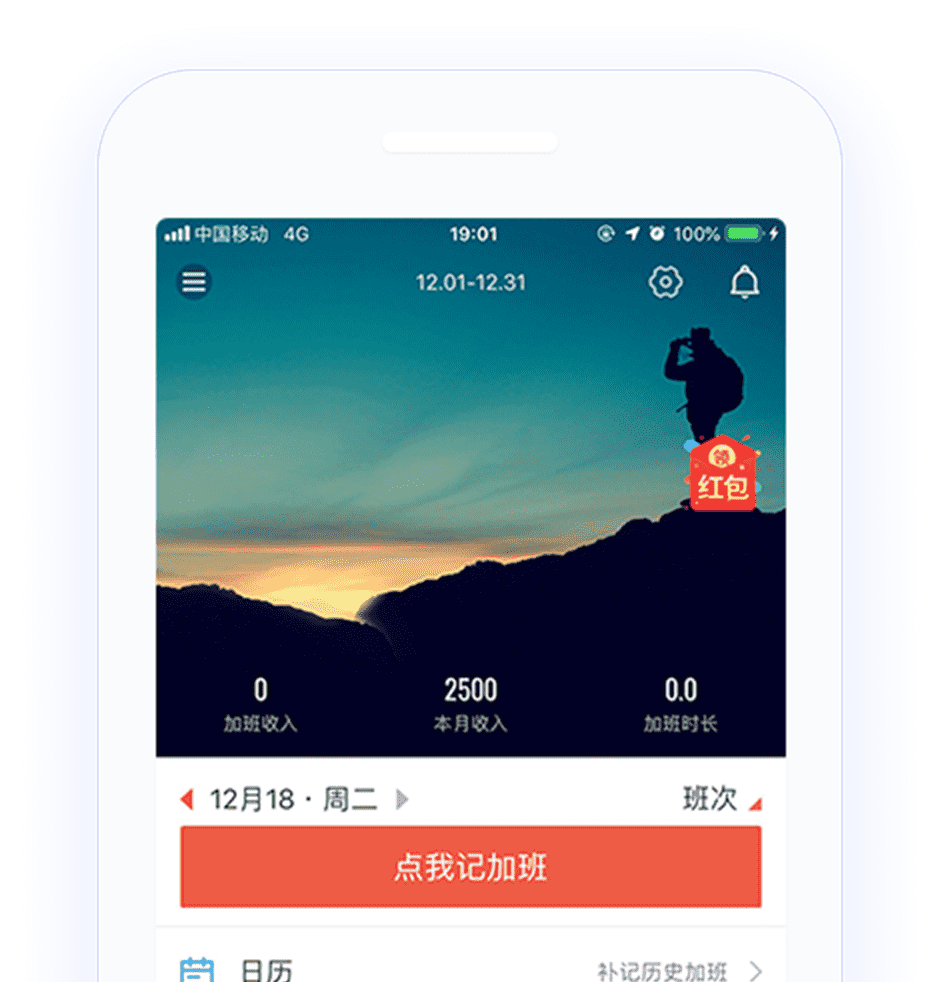 中国移动 4G 19:01 100%
12.01-12.31
领
红包
0 2500 0.0
加班收入 本月收入 加班时长
12月18·周二 班次
点我记加班
日历 补记历史加班